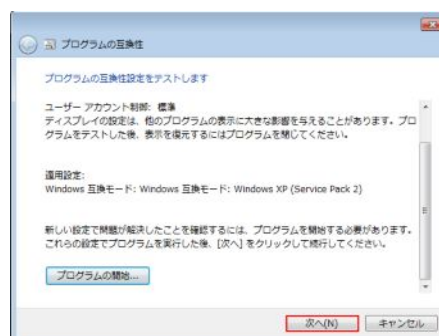 プログラムの互換性
プログラムの互換性設定をテストします
ユーザー アカウント制御: 標準
ディスプレイの設定は、他のプログラムの表示に大きな影響を与えることがあります。プロ
グラムをテストした後、表示を復元するにはプログラムを閉じてください。
適用設定:
Windows 互換モード: Windows 互換モード: Windows XP (Service Pack 2)
新しい設定で問題が解決したことを確認するには、プログラムを開始する必要があります。
これらの設定でプログラムを実行した後、[次へ] をクリックして続行してください。
プログラムの開始...
次へ(N)
キャンセル